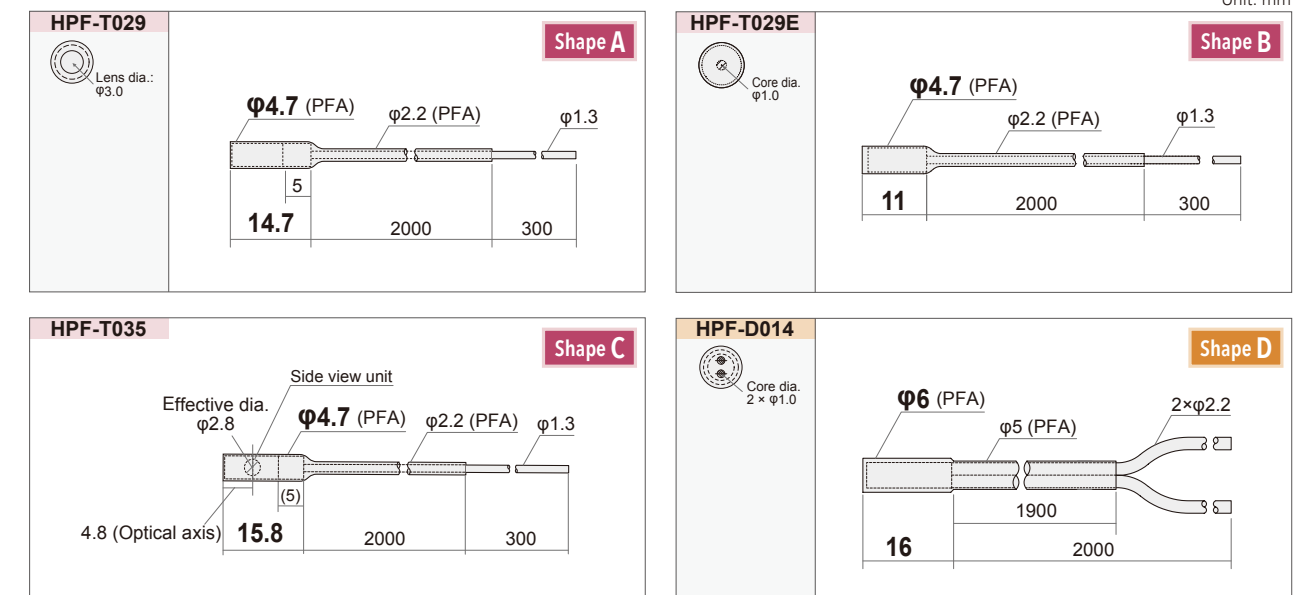 Unit: mm
HPF-T029
Shape A
Lens dia.:
φ3.0
φ4.7 (PFA)
φ2.2 (PFA)
φ1.3
5
14.7
2000
300
HPF-T029E
Shape B
Core dia.
φ1.0
φ4.7 (PFA)
φ2.2 (PFA)
φ1.3
11
2000
300
HPF-T035
Shape C
Side view unit
Effective dia.
φ2.8
φ4.7 (PFA)
φ2.2 (PFA)
φ1.3
(5)
4.8 (Optical axis)
15.8
2000
300
HPF-D014
Shape D
Core dia.
2 × φ1.0
φ6 (PFA)
φ5 (PFA)
2×φ2.2
1900
16
2000